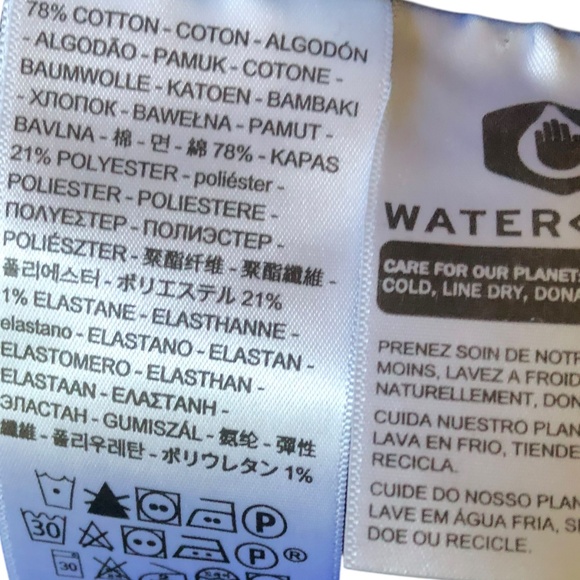 78% COTTON - COTON - ALGODÓN
- ALGODÃO - PAMUK - COTONE -
BAUMWOLLE - KATOEN - BAMBAKI
- ХЛОПОК - BAWEŁNA - PAMUT -
BAVLNA - 棉 - 면 - 綿 78% - KAPAS
21% POLYESTER - poliéster -
POLIESTER - POLIESTERE -
ΠΟΛΥΕΣΤΕΡ - ПОЛИЭСТЕР -
POLIÉSZTER - 聚酯纤维 - 聚酯纖維 -
폴리에스터 - ポリエステル 21%
1% ELASTANE - ELASTHANNE -
elastano - ELASTANO - ELASTAN -
ELASTOMERO - ELASTHAN -
ELASTAAN - ΕΛΑΣΤΑΝΗ -
ЭЛАСТАН - GUMISZÁL - 氨纶 - 彈性
纖維 - 폴리우레탄 - ポリウレタン 1%
P
30 P ®
30
WATER<
CARE FOR OUR PLANET
COLD, LINE DRY, DONA
PRENEZ SOIN DE NOTR
MOINS, LAVEZ A FROID
NATURELLEMENT, DON
CUIDA NUESTRO PLAN
LAVA EN FRIO, TIENDE
RECICLA.
CUIDE DO NOSSO PLAN
LAVE EM ÁGUA FRIA, S
DOE OU RECICLE.